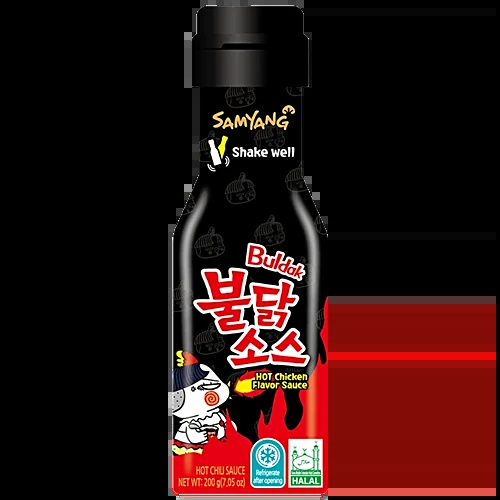 SAMYANG
Shake well
Buldak
불닭
소스
HOT Chicken
Flavor Sauce
HOT CHILI SAUCE
NET WT. 200 g(7.05 oz)
Refrigerate
after opening
HALAL